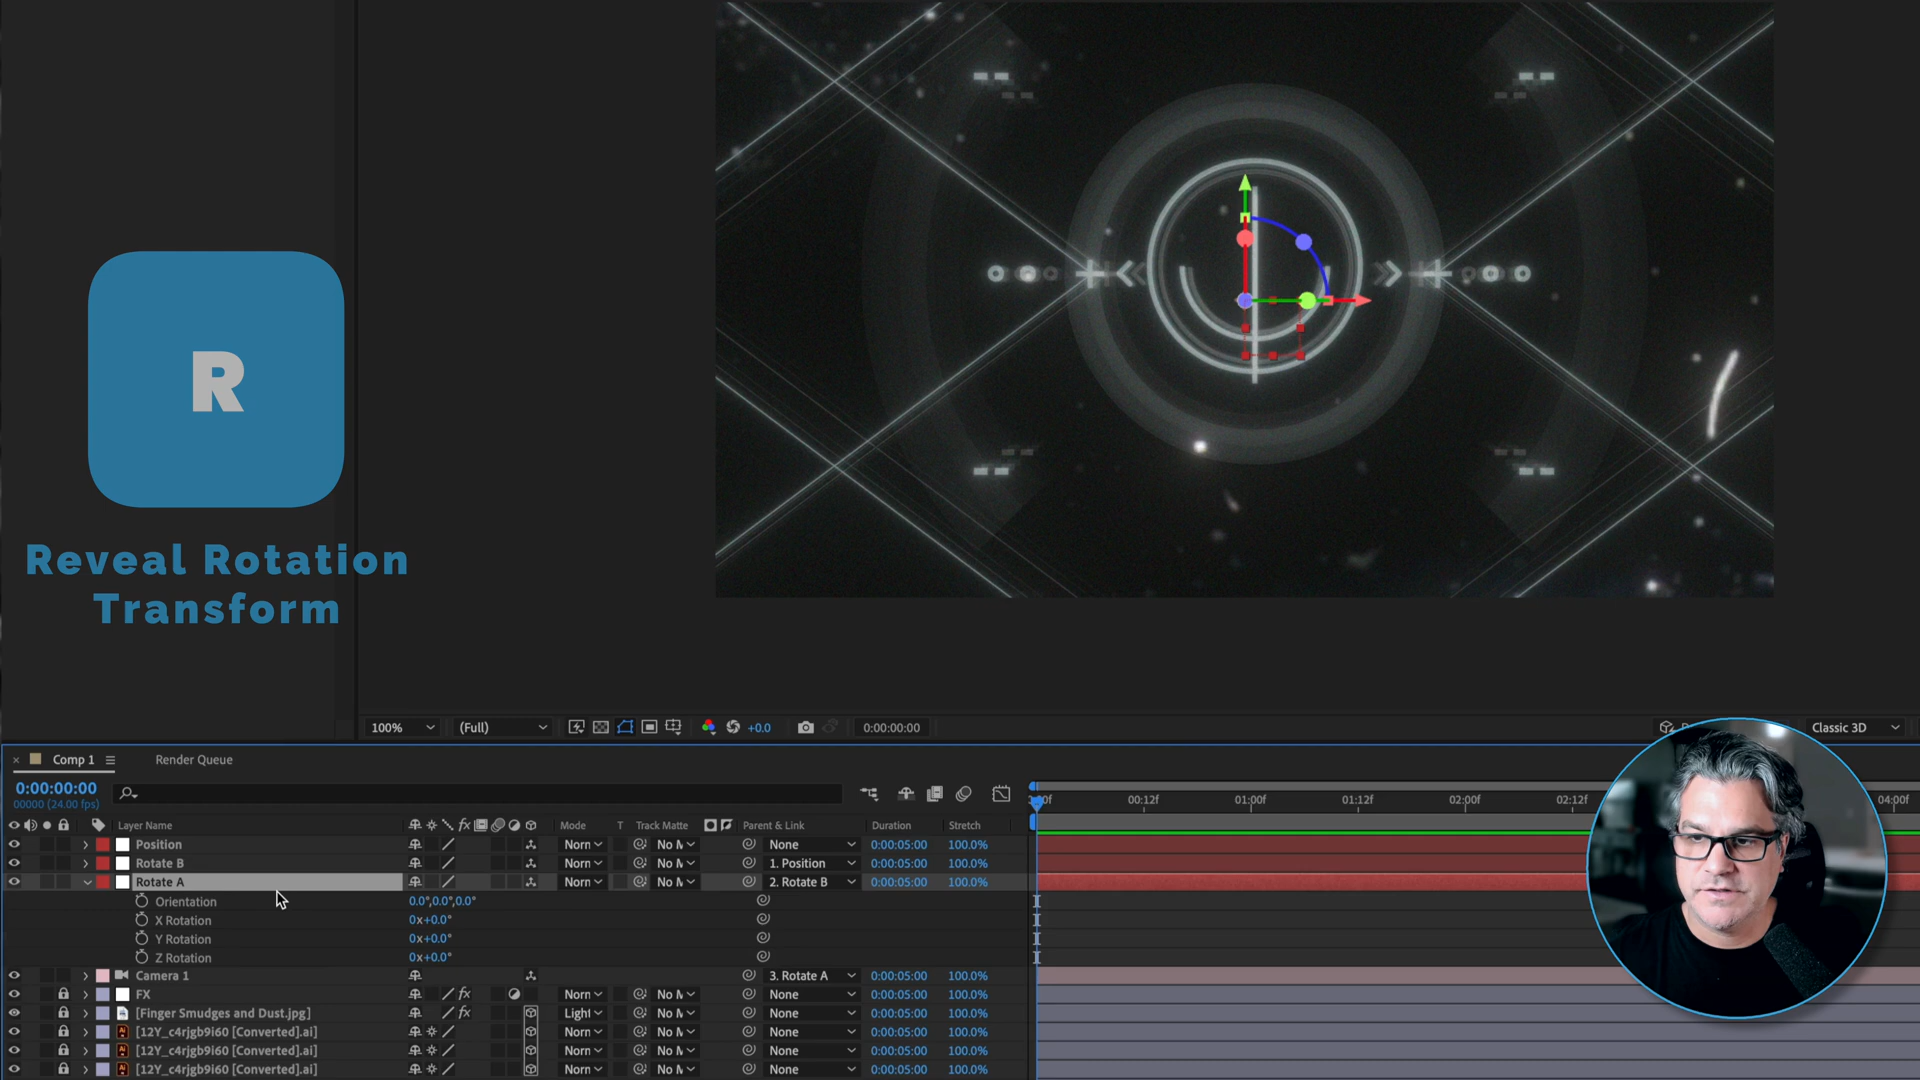 R
Reveal Rotation
Transform
100% (Full) +0.0 0:00:00:00 Classic 3D
Comp 1 Render Queue
0:00:00:00
00000 (24.00 fps)
00:12f 01:00f 01:12f 02:00f 02:12f 04:00f
Layer Name Mode T Track Matte Parent & Link Duration Stretch
Position Norn No M None 0:00:05:00 100.0%
Rotate B Norn No M 1. Position 0:00:05:00 100.0%
Rotate A Norn No M 2. Rotate B 0:00:05:00 100.0%
Orientation 0.0°,0.0°,0.0°
X Rotation 0x+0.0°
Y Rotation 0x+0.0°
Z Rotation 0x+0.0°
Camera 1 3. Rotate A 0:00:05:00 100.0%
FX fx Norn No M None 0:00:05:00 100.0%
[Finger Smudges and Dust.jpg] fx Light No M None 0:00:05:00 100.0%
[12Y_c4rjgb9i60 [Converted].ai] Norn No M None 0:00:05:00 100.0%
[12Y_c4rjgb9i60 [Converted].ai] Norn No M None 0:00:05:00 100.0%
[12Y_c4rjgb9i60 [Converted].ai] Norn No M None 0:00:05:00 100.0%